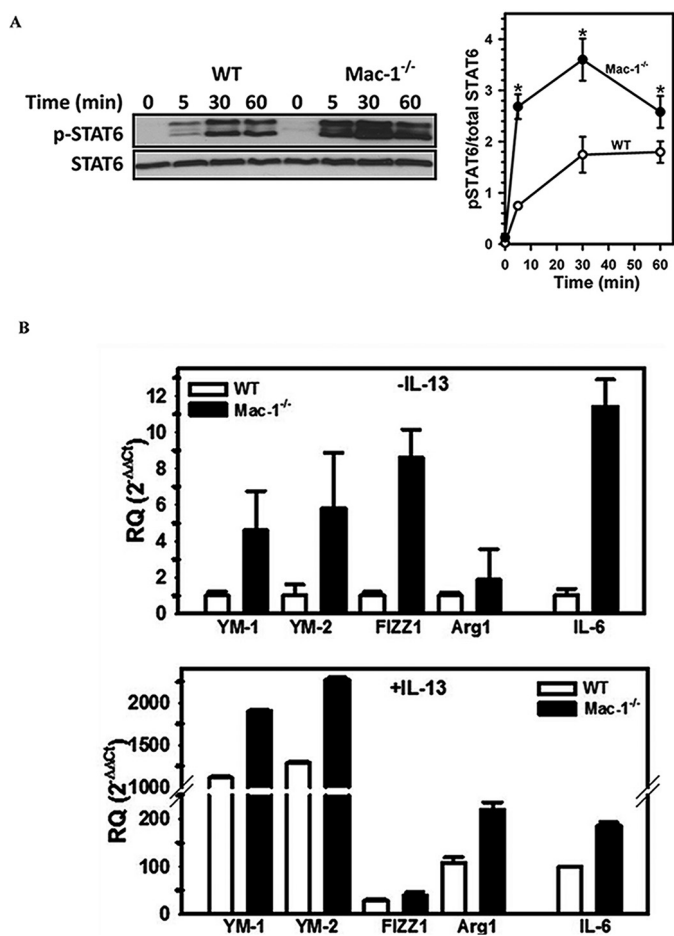 A
WT Mac-1-/-
Time (min) 0 5 30 60 0 5 30 60
p-STAT6
STAT6
pSTAT6/total STAT6
4
3
2
1
0
*
*
*
Mac-1-/-
WT
0 10 20 30 40 50 60
Time (min)
B
-IL-13
WT
Mac-1-/-
RQ (2-ΔΔCt)
12
10
8
6
4
2
0
YM-1 YM-2 FIZZ1 Arg1 IL-6
+IL-13
WT
Mac-1-/-
RQ (2-ΔΔCt)
2000
1500
1000
200
100
0
YM-1 YM-2 FIZZ1 Arg1 IL-6